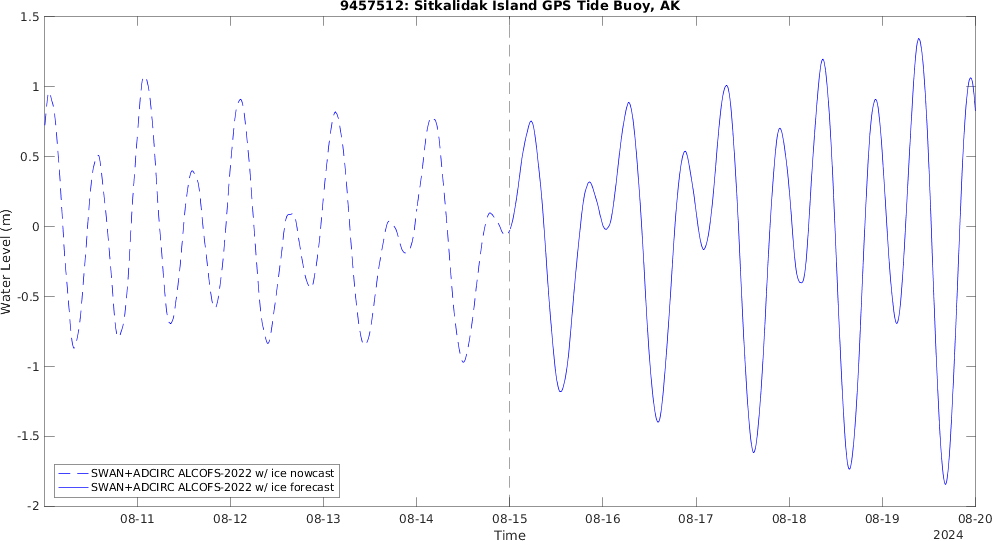 9457512: Sitkalidak Island GPS Tide Buoy, AK
1.5
1
0.5
0
-0.5
-1
-1.5
-2
Water Level (m)
SWAN+ADCIRC ALCOFS-2022 w/ ice nowcast
SWAN+ADCIRC ALCOFS-2022 w/ ice forecast
08-11 08-12 08-13 08-14 08-15 08-16 08-17 08-18 08-19 08-20
Time
2024